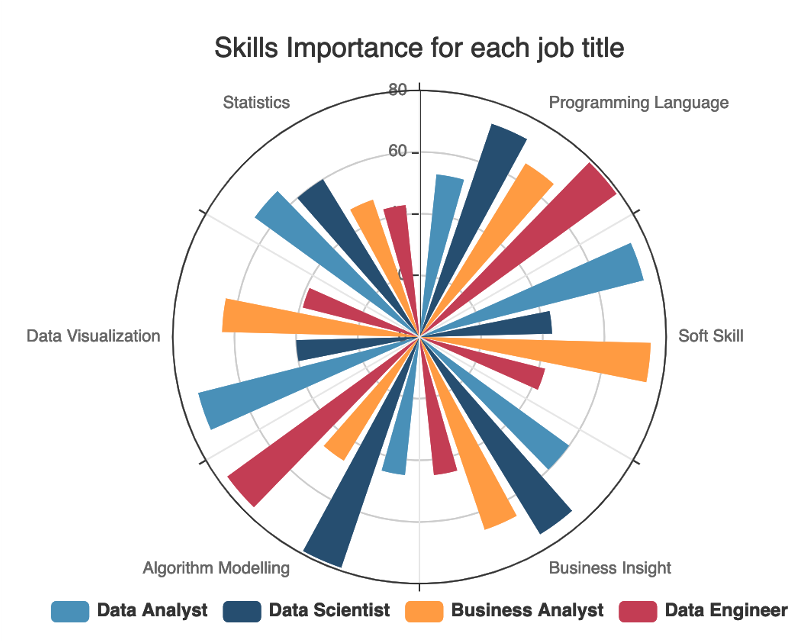 Skills Importance for each job title
80
Statistics
Programming Language
60
Data Visualization
Soft Skill
Algorithm Modelling
Business Insight
Data Analyst
Data Scientist
Business Analyst
Data Engineer